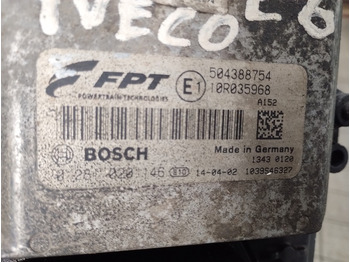 IVECO E6
FPT
POWERTRAIN TECHNOLOGIES
E1
504388754
10R035968
A152
BOSCH
Made in Germany
1343 0120
0 281 020 146 E10 14-04-02 1039S46327